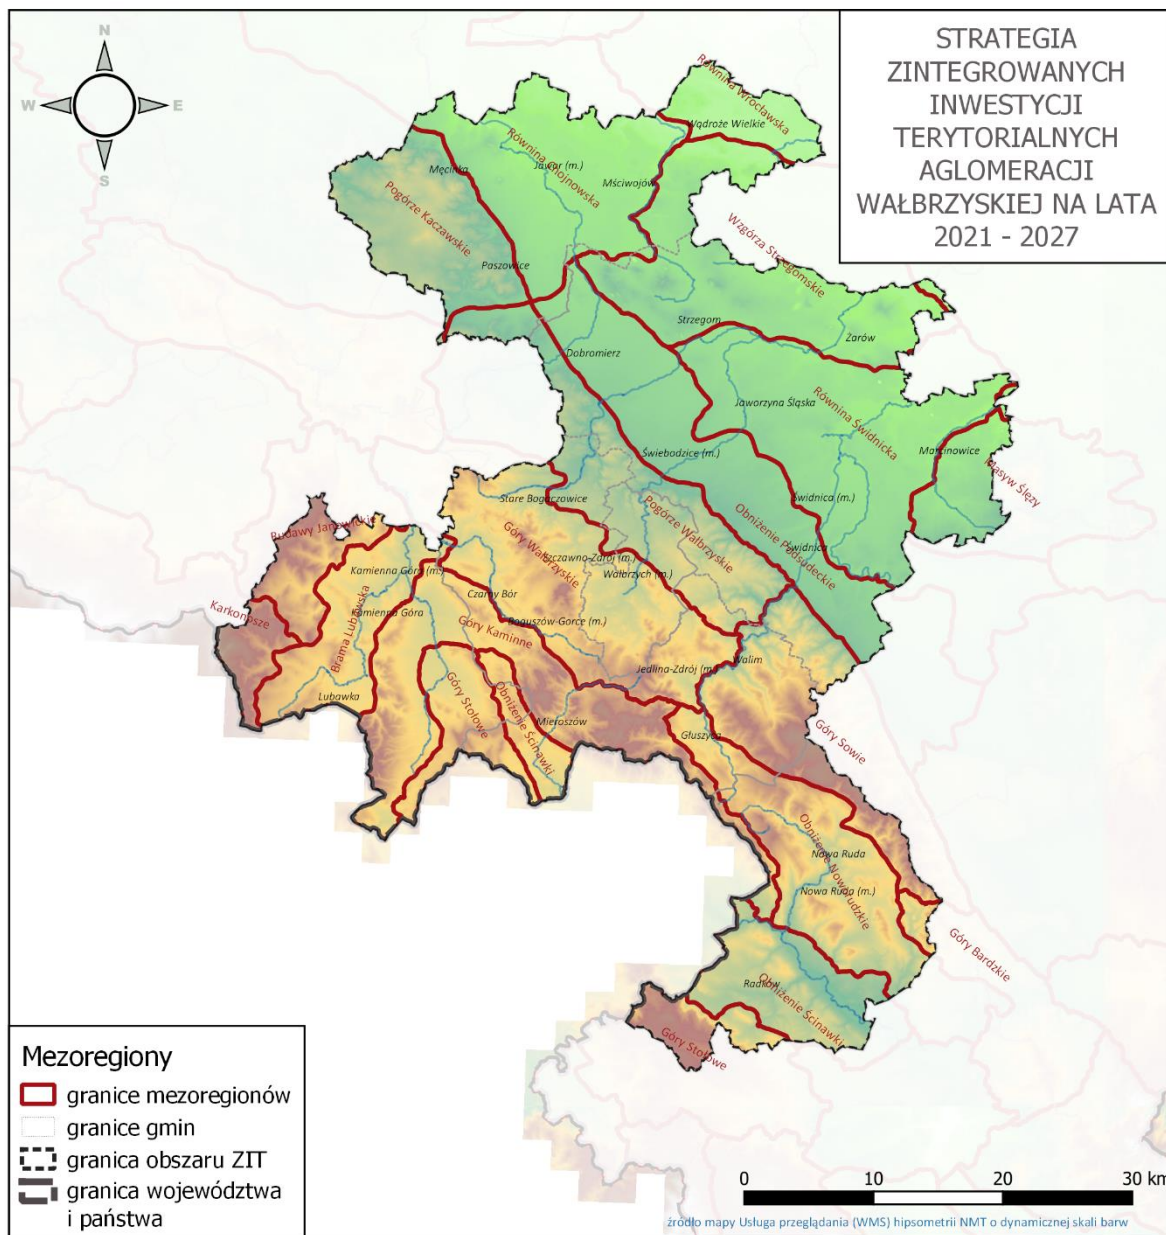 STRATEGIA
ZINTEGROWANYCH
INWESTYCJI
TERYTORIALNYCH
AGLOMERACJI
WAŁBRZYSKIEJ NA LATA
2021 - 2027
N
W
E
S
Równina Wrocławska
Wądroże Wielkie
Równina Chojnowska
Jawor (m.)
Męcinka
Mściwojów
Pogórze Kaczawskie
Wzgórza Strzegomskie
Paszowice
Strzegom
Żarów
Dobromierz
Jaworzyna Śląska
Równina Świdnicka
Marcinowice
Masyw Ślęży
Świebodzice (m.)
Stare Bogaczowice
Świdnica (m.)
Pogórze Wałbrzyskie
Obniżenie Podsudeckie
Rudawy Janowickie
Góry Wałbrzyskie
Świdnica
Szczawno-Zdrój (m.)
Wałbrzych (m.)
Kamienna Góra (m.)
Czarny Bór
Karkonosze
Kamienna Góra
Brama Lubawska
Boguszów-Gorce (m.)
Góry Kaminne
Walim
Jedlina-Zdrój (m.)
Lubawka
Góry Stołowe
Obniżenie Ścinawki
Mieroszów
Głuszyca
Góry Sowie
Obniżenie Noworudzkie
Nowa Ruda
Nowa Ruda (m.)
Góry Bardzkie
Radków
Obniżenie Ścinawki
Góry Stołowe
Mezoregiony
granice mezoregionów
granice gmin
granica obszaru ZIT
granica województwa
i państwa
0 10 20 30 km
źródło mapy Usługa przeglądania (WMS) hipsometrii NMT o dynamicznej skali barw